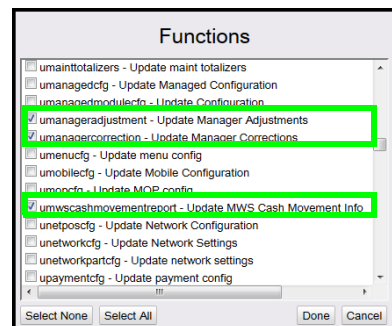 Functions
umainttotalizers - Update maint totalizers
umanagedcfg - Update Managed Configuration
umanagedmodulecfg - Update Configuration
umanageradjustment - Update Manager Adjustments
umanagercorrection - Update Manager Corrections
umenucfg - Update menu config
umobilecfg - Update Mobile Configuration
umopcfg - Update MOP config
umwscashmovementreport - Update MWS Cash Movement Info
unetposcfg - Update Network Configuration
unetworkcfg - Update Network Settings
unetworkpartcfg - Update network settings
upaymentcfg - Update payment config
Select None Select All Done Cancel